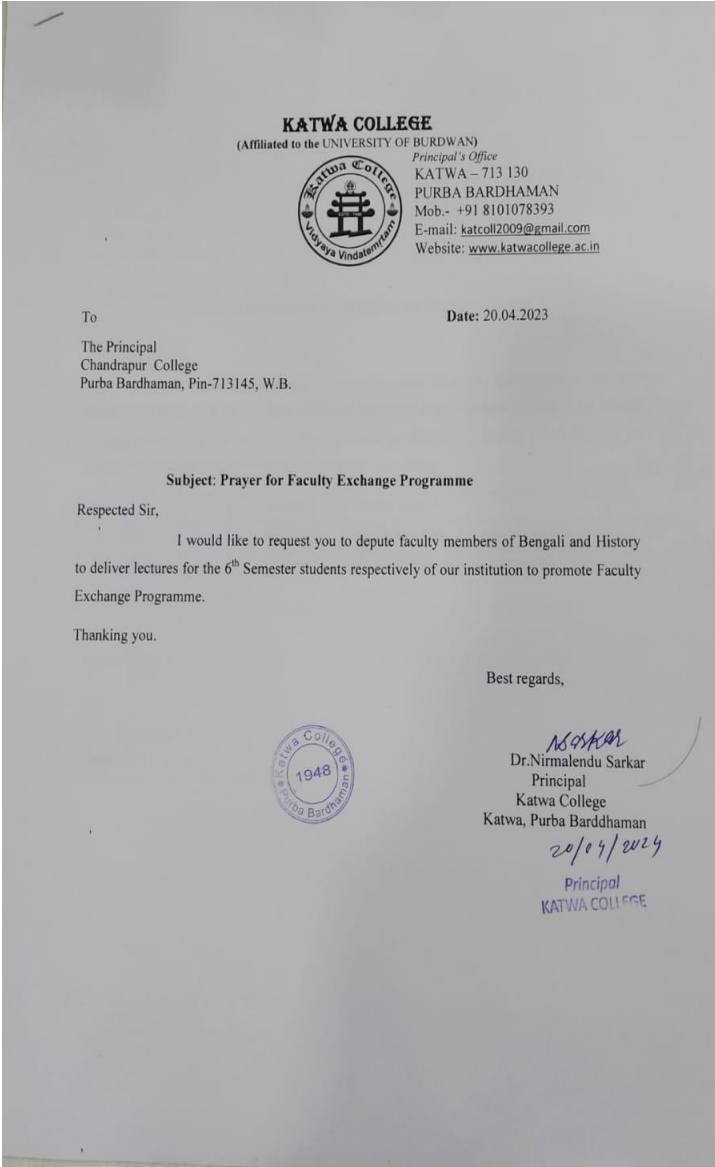 KATWA COLLEGE
(Affiliated to the UNIVERSITY OF BURDWAN)
Katwa College
Vidyaya Vindatemrtam
Principal's Office
KATWA – 713 130
PURBA BARDHAMAN
Mob.- +91 8101078393
E-mail: katcoll2009@gmail.com
Website: www.katwacollege.ac.in
To
Date: 20.04.2023
The Principal
Chandrapur College
Purba Bardhaman, Pin-713145, W.B.
Subject: Prayer for Faculty Exchange Programme
Respected Sir,
I would like to request you to depute faculty members of Bengali and History
to deliver lectures for the 6th Semester students respectively of our institution to promote Faculty
Exchange Programme.
Thanking you.
Best regards,
Katwa College
1948
Purba Bardhaman
NSarkar
Dr.Nirmalendu Sarkar
Principal
Katwa College
Katwa, Purba Barddhaman
20/04/2024
Principal
KATWA COLLEGE